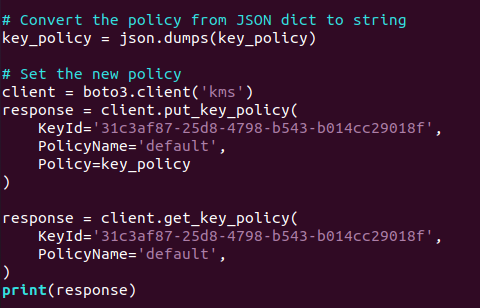 # Convert the policy from JSON dict to string
key_policy = json.dumps(key_policy)

# Set the new policy
client = boto3.client('kms')
response = client.put_key_policy(
    KeyId='31c3af87-25d8-4798-b543-b014cc29018f',
    PolicyName='default',
    Policy=key_policy
)

response = client.get_key_policy(
    KeyId='31c3af87-25d8-4798-b543-b014cc29018f',
    PolicyName='default',
)
print(response)